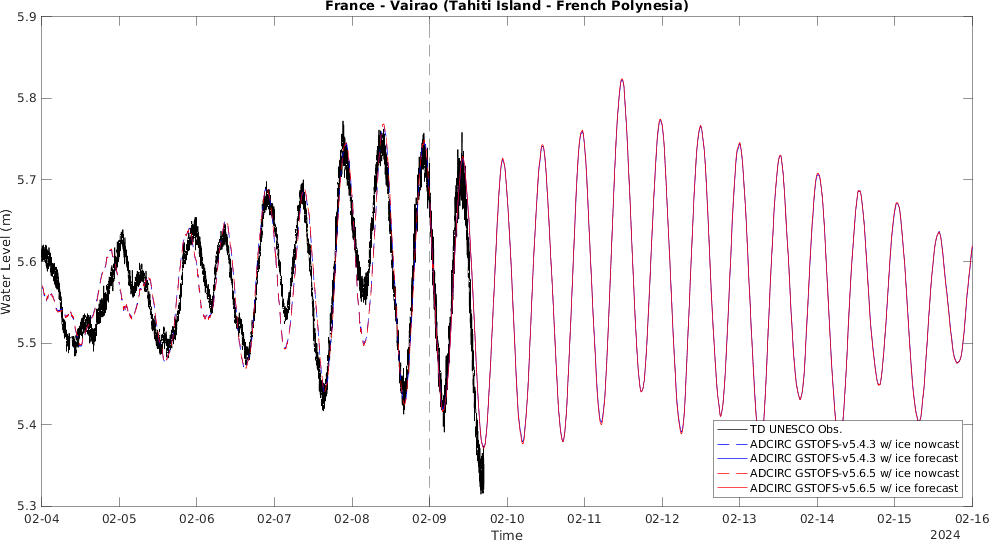 France - Vairao (Tahiti Island - French Polynesia)
5.9
5.8
5.7
5.6
5.5
5.4
5.3
Water Level (m)
TD UNESCO Obs.
ADCIRC GSTOFS-v5.4.3 w/ ice nowcast
ADCIRC GSTOFS-v5.4.3 w/ ice forecast
ADCIRC GSTOFS-v5.6.5 w/ ice nowcast
ADCIRC GSTOFS-v5.6.5 w/ ice forecast
02-04 02-05 02-06 02-07 02-08 02-09 02-10 02-11 02-12 02-13 02-14 02-15 02-16
Time
2024